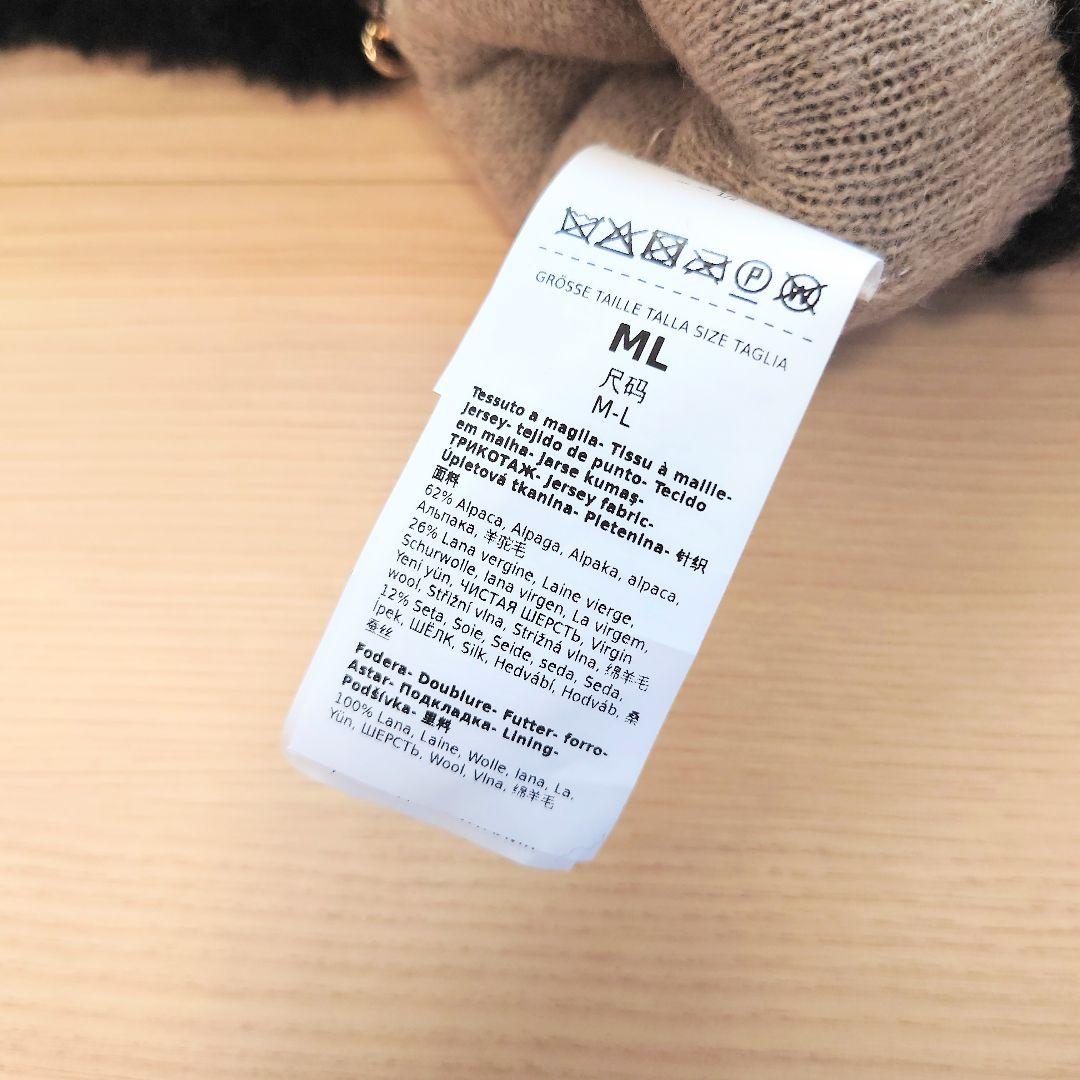 P W
GRÖSSE TAILLE TALLA SIZE TAGLIA
ML
尺码
M-L
Tessuto a maglia- Tissu à maille-
Jersey- tejido de punto- Tecido
em malha- Jarse kumaş-
ТРИКОТАЖ- Jersey fabric-
Úpletová tkanina- Pletenina- 针织
面料
62% Alpaca, Alpaga, Alpaka, alpaca,
Альпака, 羊驼毛
26% Lana vergine, Laine vierge,
Schurwolle, lana virgen, La virgem,
Yeni yün, ЧИСТАЯ ШЕРСТЬ, Virgin
wool, Střižní vlna, Strižná vlna, 绵羊毛
12% Seta, Soie, Seide, seda, Seda,
İpek, ШЁЛК, Silk, Hedvábí, Hodváb, 桑
蚕丝
Fodera- Doublure- Futter- forro-
Astar- Подкладка- Lining-
Podšívka- 里料
100% Lana, Laine, Wolle, lana, La,
Yün, ШЕРСТЬ, Wool, Vlna, 绵羊毛